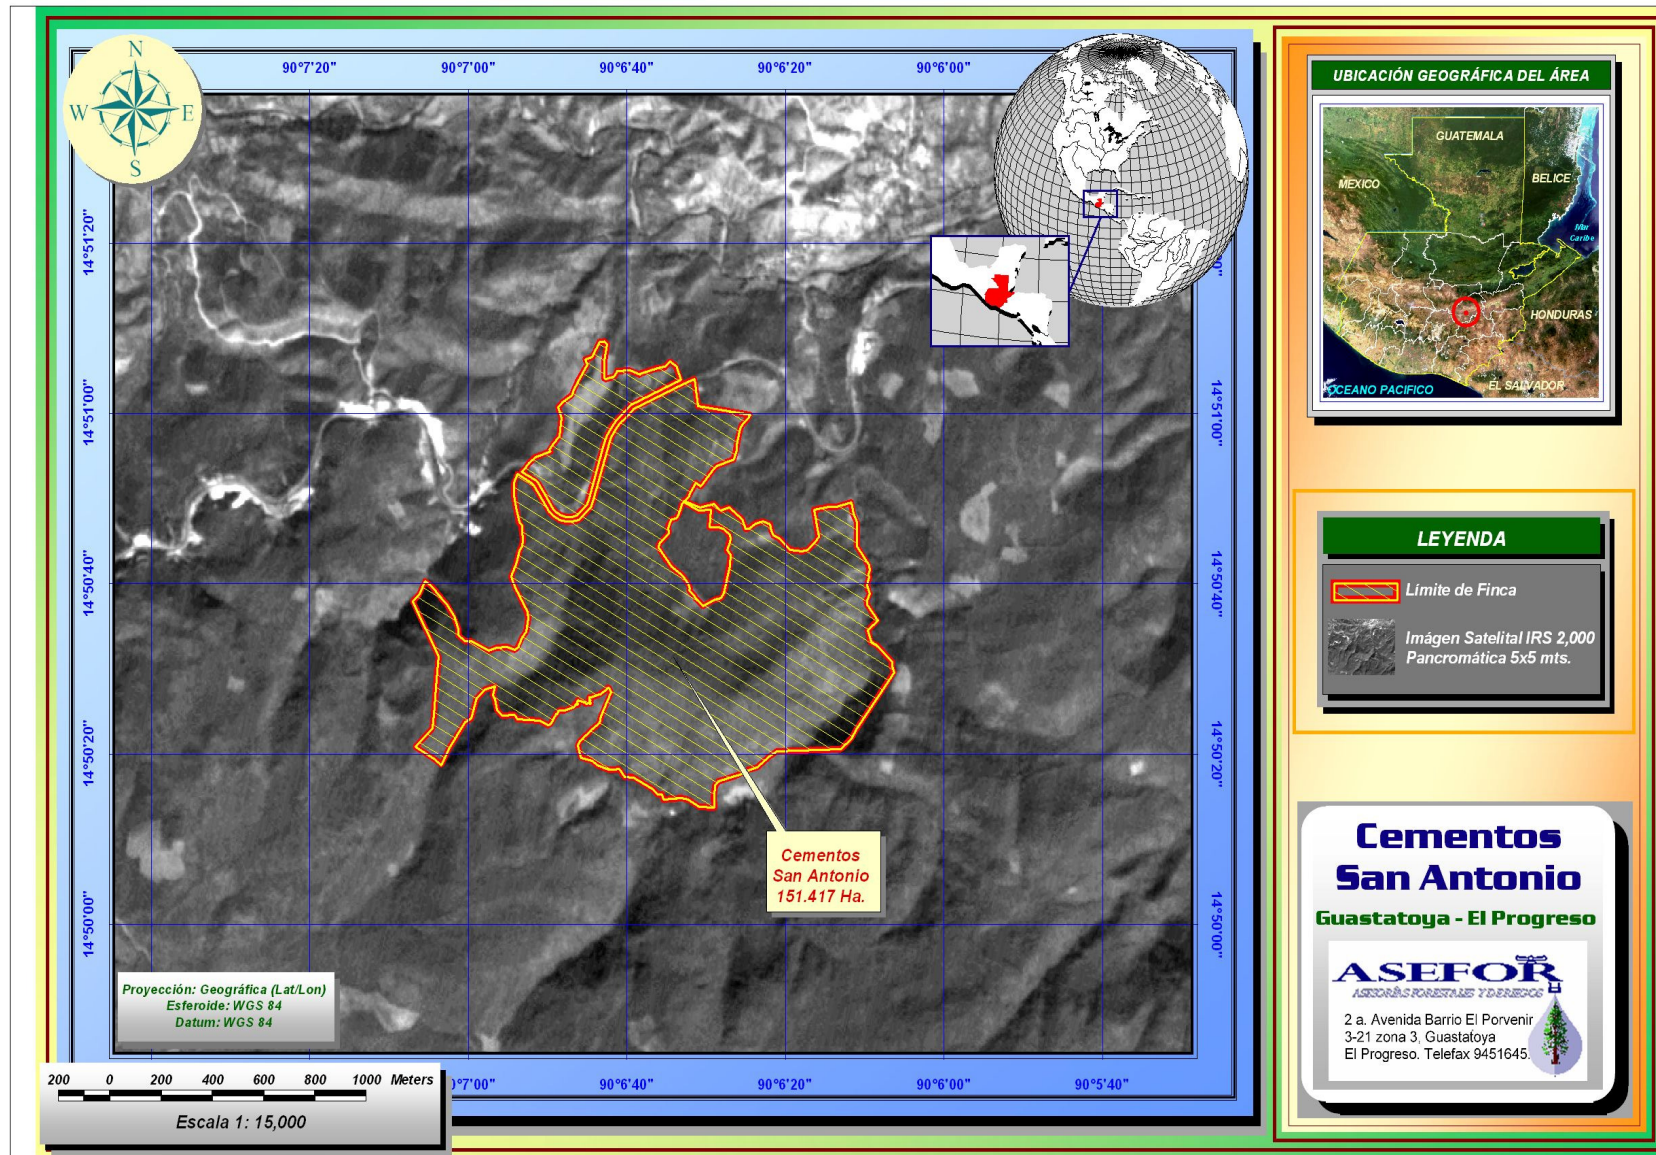 N
W
E
S
90°7'20"
90°7'00"
90°6'40"
90°6'20"
90°6'00"
14°51'20"
14°51'00"
14°50'40"
14°50'20"
14°50'00"
14°51'00"
14°50'40"
14°50'20"
14°50'00"
Cementos
San Antonio
151.417 Ha.
Proyección: Geográfica (Lat/Lon)
Esferoide: WGS 84
Datum: WGS 84
90°6'40"
90°6'20"
90°6'00"
90°5'40"
200 0 200 400 600 800 1000 Meters
Escala 1: 15,000
UBICACIÓN GEOGRÁFICA DEL ÁREA
GUATEMALA
MEXICO
BELICE
Mar
Caribe
HONDURAS
EL SALVADOR
OCEANO PACIFICO
LEYENDA
Límite de Finca
Imágen Satelital IRS 2,000
Pancromática 5x5 mts.
Cementos
San Antonio
Guastatoya - El Progreso
ASEFOR
ASESORÍAS FORESTALES Y DE RIEGOS
2 a. Avenida Barrio El Porvenir
3-21 zona 3, Guastatoya
El Progreso. Telefax 9451645.